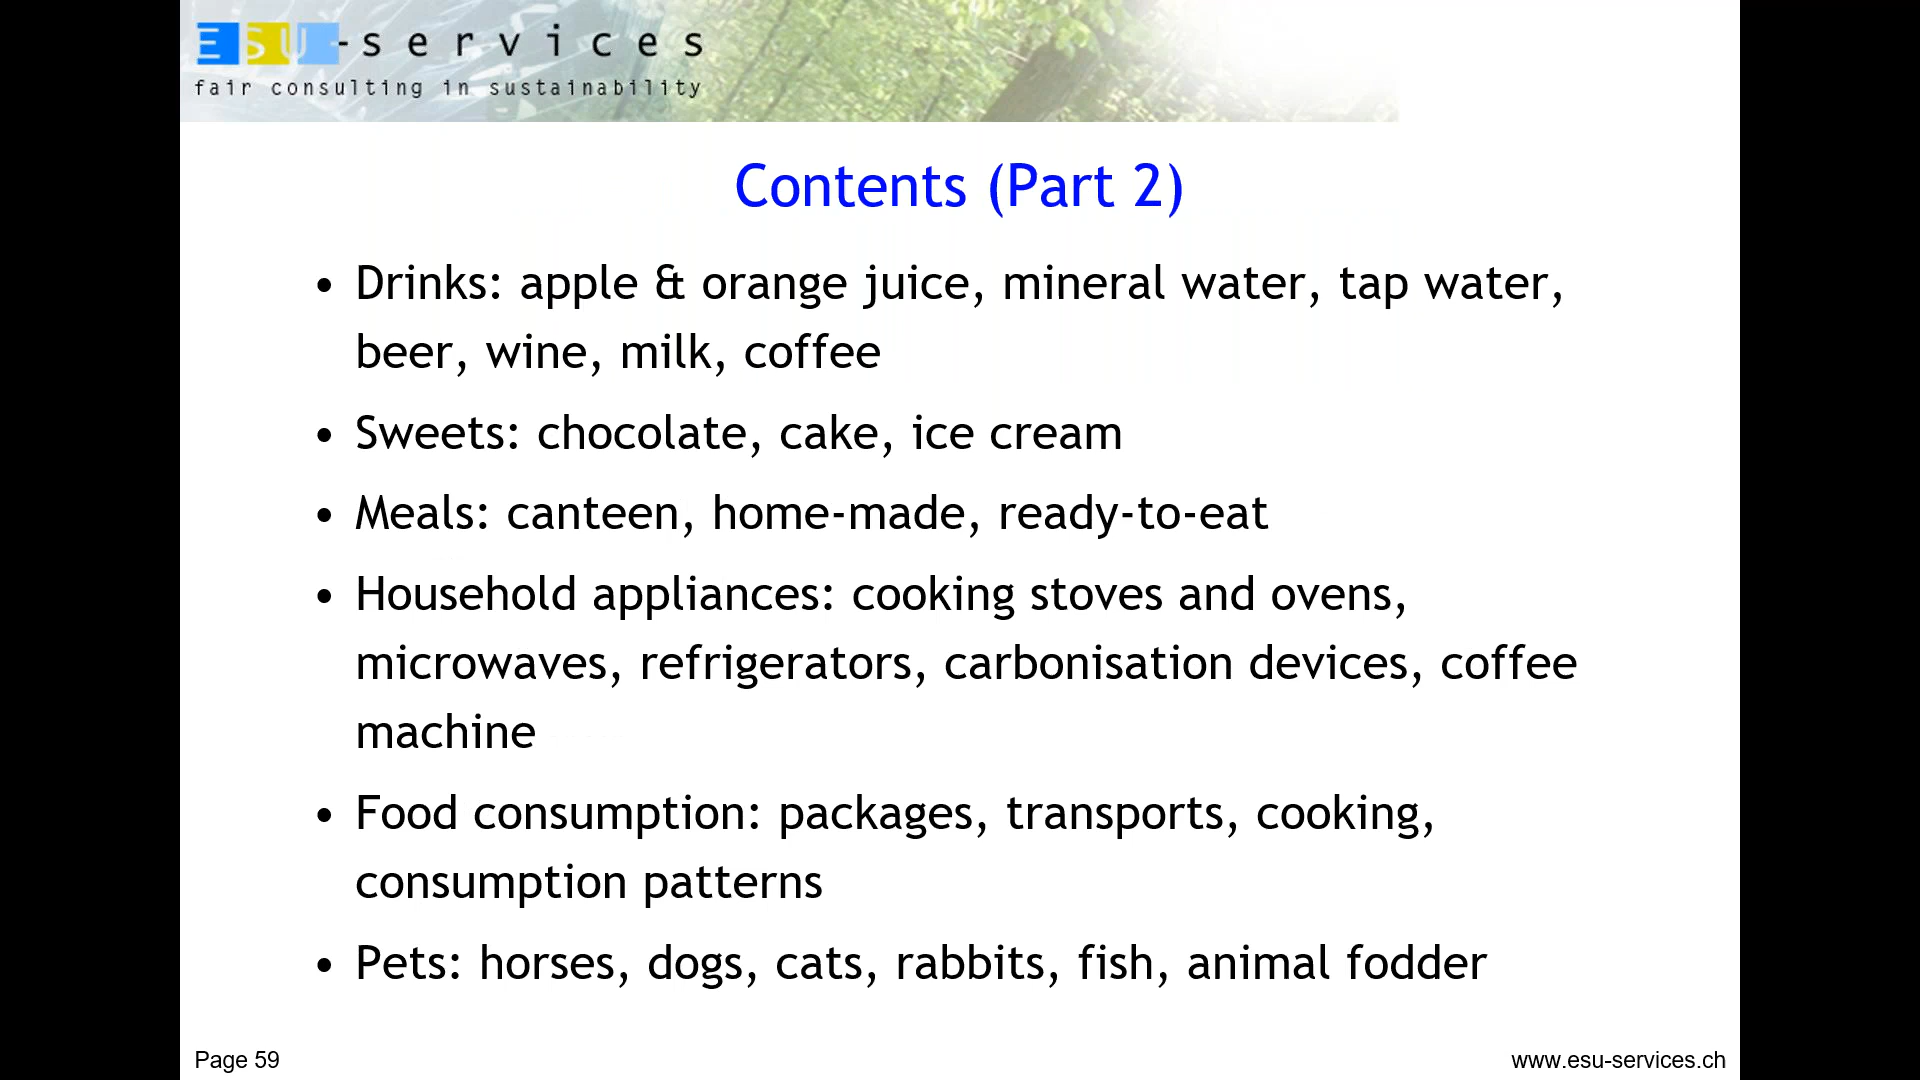 ESU-services
fair consulting in sustainability
Contents (Part 2)
• Drinks: apple & orange juice, mineral water, tap water,
beer, wine, milk, coffee
• Sweets: chocolate, cake, ice cream
• Meals: canteen, home-made, ready-to-eat
• Household appliances: cooking stoves and ovens,
microwaves, refrigerators, carbonisation devices, coffee
machine
• Food consumption: packages, transports, cooking,
consumption patterns
• Pets: horses, dogs, cats, rabbits, fish, animal fodder
Page 59
www.esu-services.ch